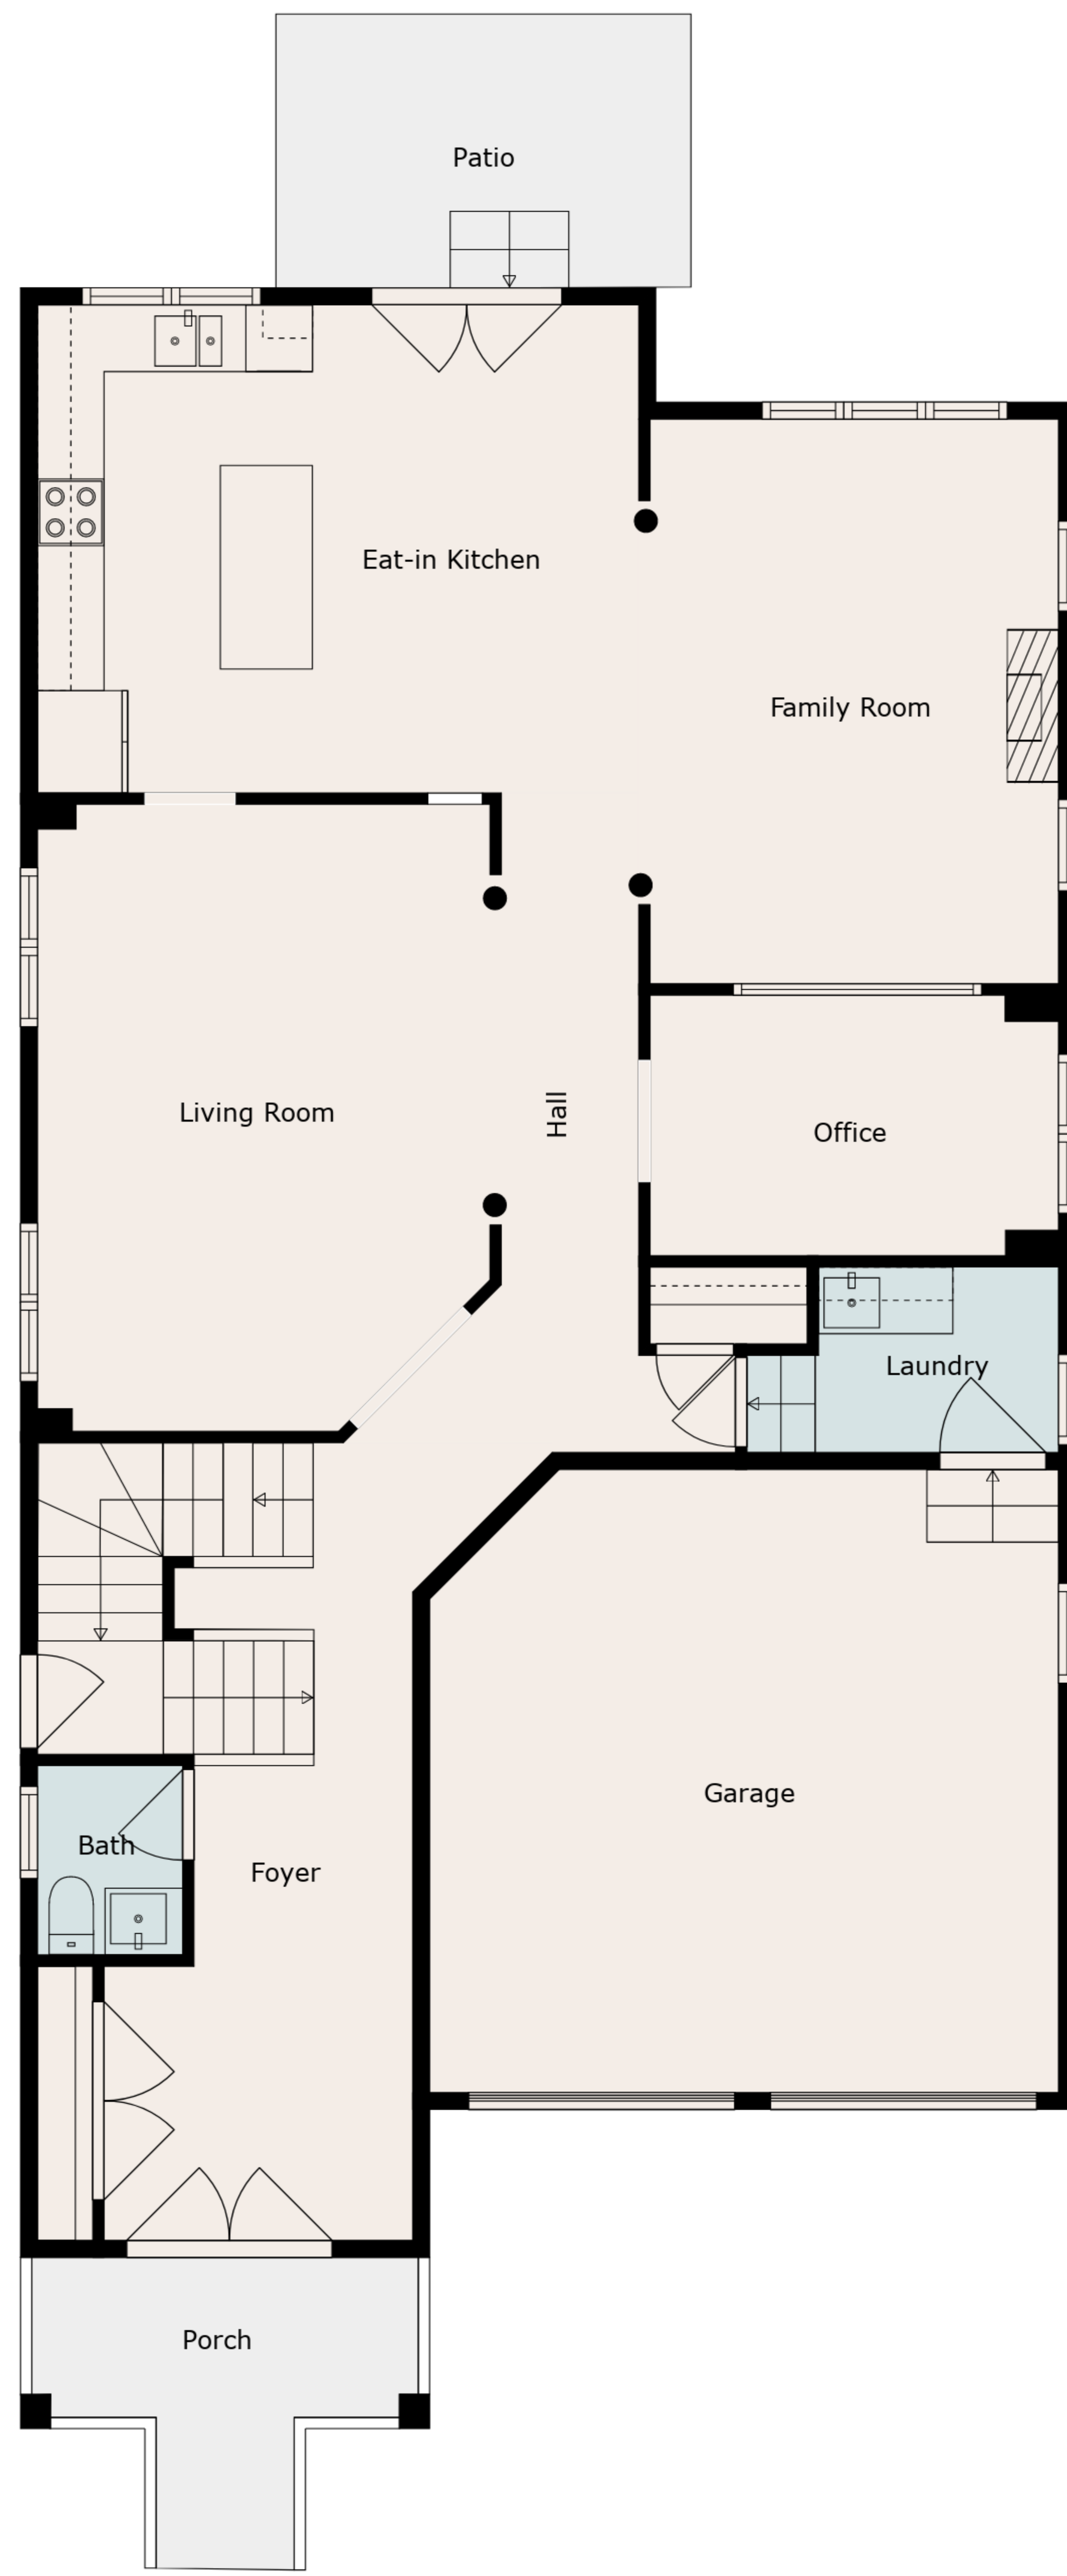 Patio
Eat-in Kitchen
Family Room
Living Room
Hall
Office
Laundry
Garage
Bath
Foyer
Porch